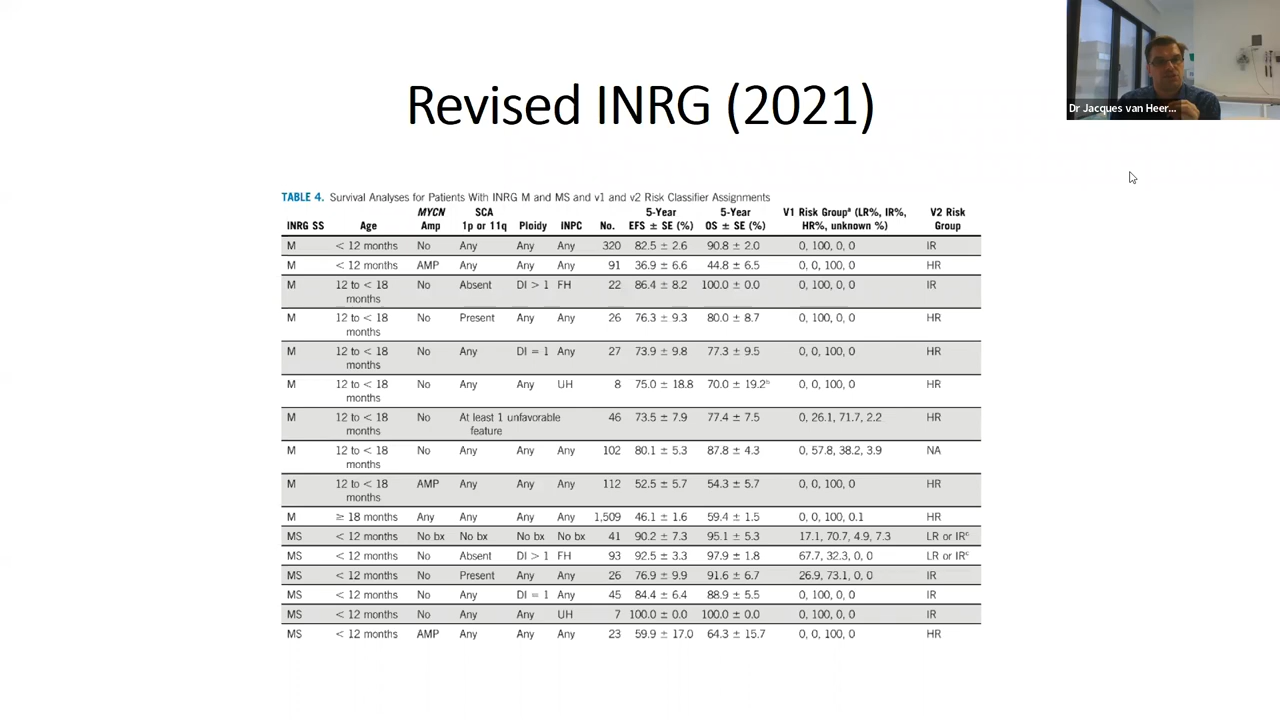 Revised INRG (2021)
Dr Jacques van Heer...
TABLE 4. Survival Analyses for Patients With INRG M and MS and v1 and v2 Risk Classifier Assignments
INRG SS Age MYCN Amp SCA 1p or 11q Ploidy INPC No. 5-Year EFS ± SE (%) 5-Year OS ± SE (%) V1 Risk Groupᵃ (LR%, IR%, HR%, unknown %) V2 Risk Group
M < 12 months No Any Any Any 320 82.5 ± 2.6 90.8 ± 2.0 0, 100, 0, 0 IR
M < 12 months AMP Any Any Any 91 36.9 ± 6.6 44.8 ± 6.5 0, 0, 100, 0 HR
M 12 to < 18 months No Absent DI > 1 FH 22 86.4 ± 8.2 100.0 ± 0.0 0, 100, 0, 0 IR
M 12 to < 18 months No Present Any Any 26 76.3 ± 9.3 80.0 ± 8.7 0, 100, 0, 0 HR
M 12 to < 18 months No Any DI = 1 Any 27 73.9 ± 9.8 77.3 ± 9.5 0, 0, 100, 0 HR
M 12 to < 18 months No Any Any UH 8 75.0 ± 18.8 70.0 ± 19.2ᵇ 0, 0, 100, 0 HR
M 12 to < 18 months No At least 1 unfavorable feature 46 73.5 ± 7.9 77.4 ± 7.5 0, 26.1, 71.7, 2.2 HR
M 12 to < 18 months No Any Any Any 102 80.1 ± 5.3 87.8 ± 4.3 0, 57.8, 38.2, 3.9 NA
M 12 to < 18 months AMP Any Any Any 112 52.5 ± 5.7 54.3 ± 5.7 0, 0, 100, 0 HR
M ≥ 18 months Any Any Any Any 1,509 46.1 ± 1.6 59.4 ± 1.5 0, 0, 100, 0.1 HR
MS < 12 months No bx No bx No bx No bx 41 90.2 ± 7.3 95.1 ± 5.3 17.1, 70.7, 4.9, 7.3 LR or IRᶜ
MS < 12 months No Absent DI > 1 FH 93 92.5 ± 3.3 97.9 ± 1.8 67.7, 32.3, 0, 0 LR or IRᶜ
MS < 12 months No Present Any Any 26 76.9 ± 9.9 91.6 ± 6.7 26.9, 73.1, 0, 0 IR
MS < 12 months No Any DI = 1 Any 45 84.4 ± 6.4 88.9 ± 5.5 0, 100, 0, 0 IR
MS < 12 months No Any Any UH 7 100.0 ± 0.0 100.0 ± 0.0 0, 100, 0, 0 IR
MS < 12 months AMP Any Any Any 23 59.9 ± 17.0 64.3 ± 15.7 0, 0, 100, 0 HR